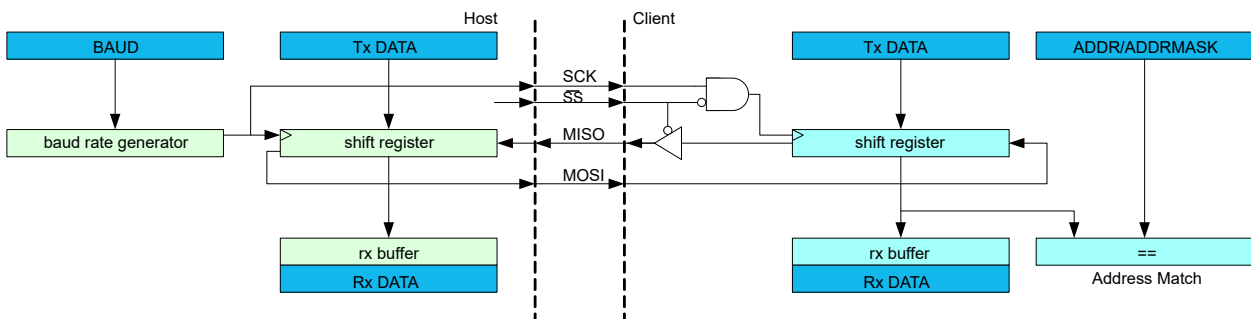 Host
Client
BAUD
Tx DATA
Tx DATA
ADDR/ADDRMASK
SCK
SS
baud rate generator
shift register
MISO
shift register
MOSI
rx buffer
rx buffer
==
Rx DATA
Rx DATA
Address Match